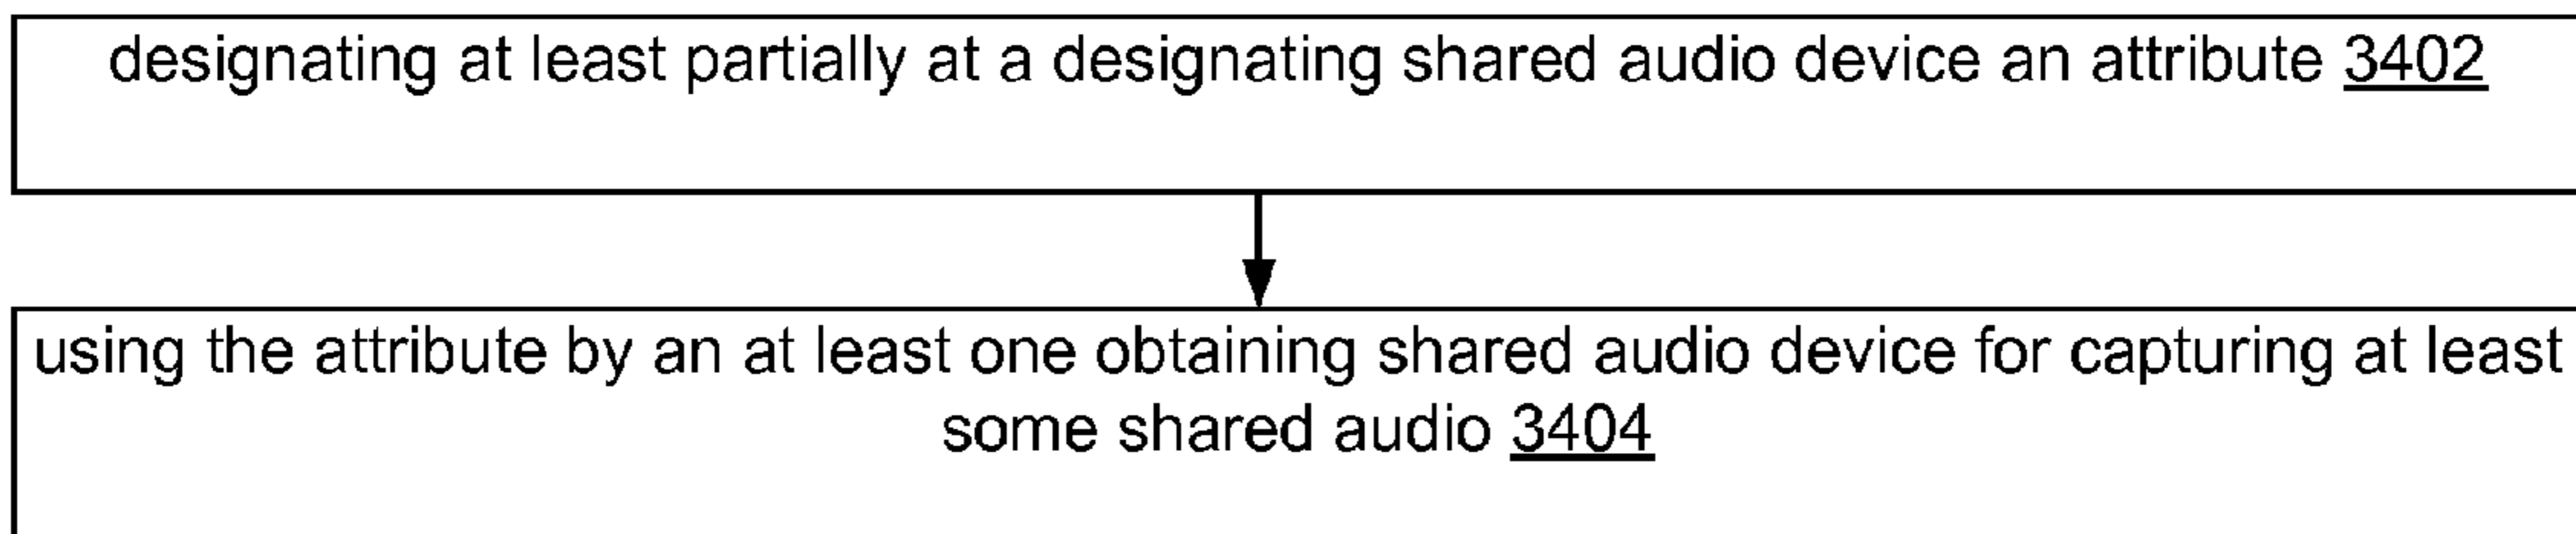 designating at least partially at a designating shared audio device an attribute 3402
using the attribute by an at least one obtaining shared audio device for capturing at least
some shared audio 3404